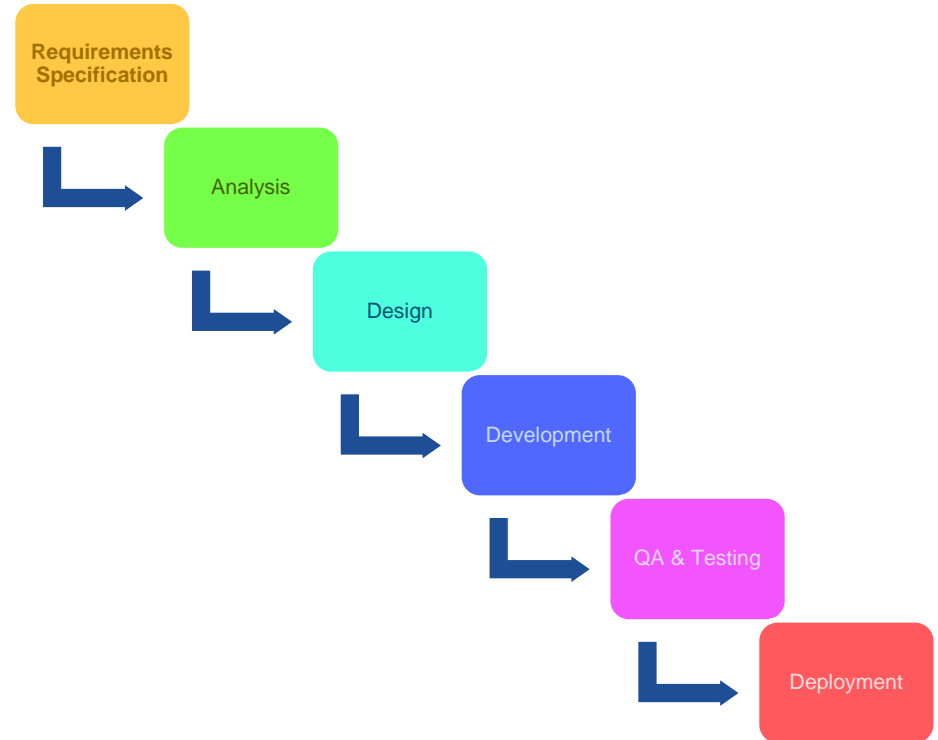 Requirements
Specification
Analysis
Design
Development
QA & Testing
Deployment